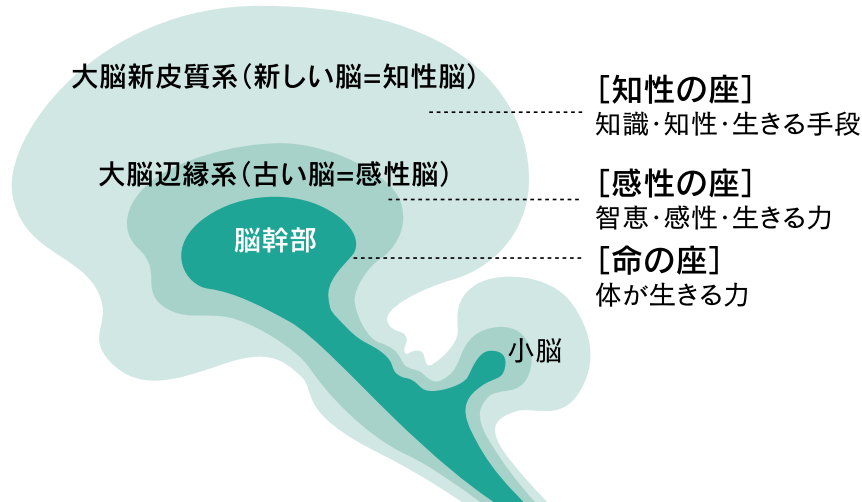 大脳新皮質系（新しい脳=知性脳）
［知性の座］
知識・知性・生きる手段
大脳辺縁系（古い脳=感性脳）
［感性の座］
智恵・感性・生きる力
脳幹部
［命の座］
体が生きる力
小脳